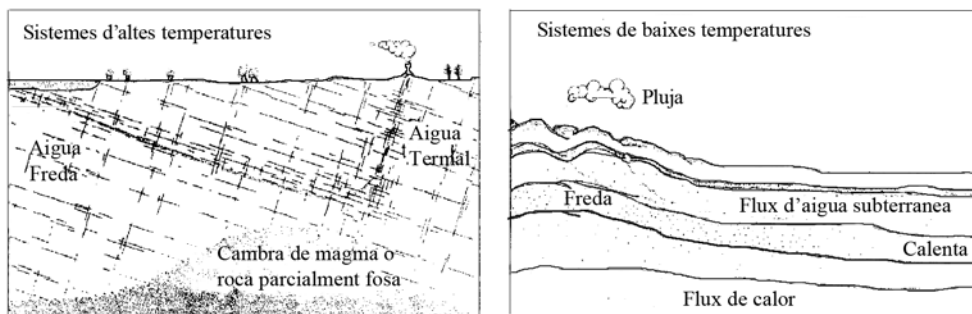 Sistemes d'altes temperatures
Aigua
Freda
Aigua
Termal
Cambra de magma o
roca parcialment fosa
Sistemes de baixes temperatures
Pluja
Freda
Flux d'aigua subterranea
Calenta
Flux de calor